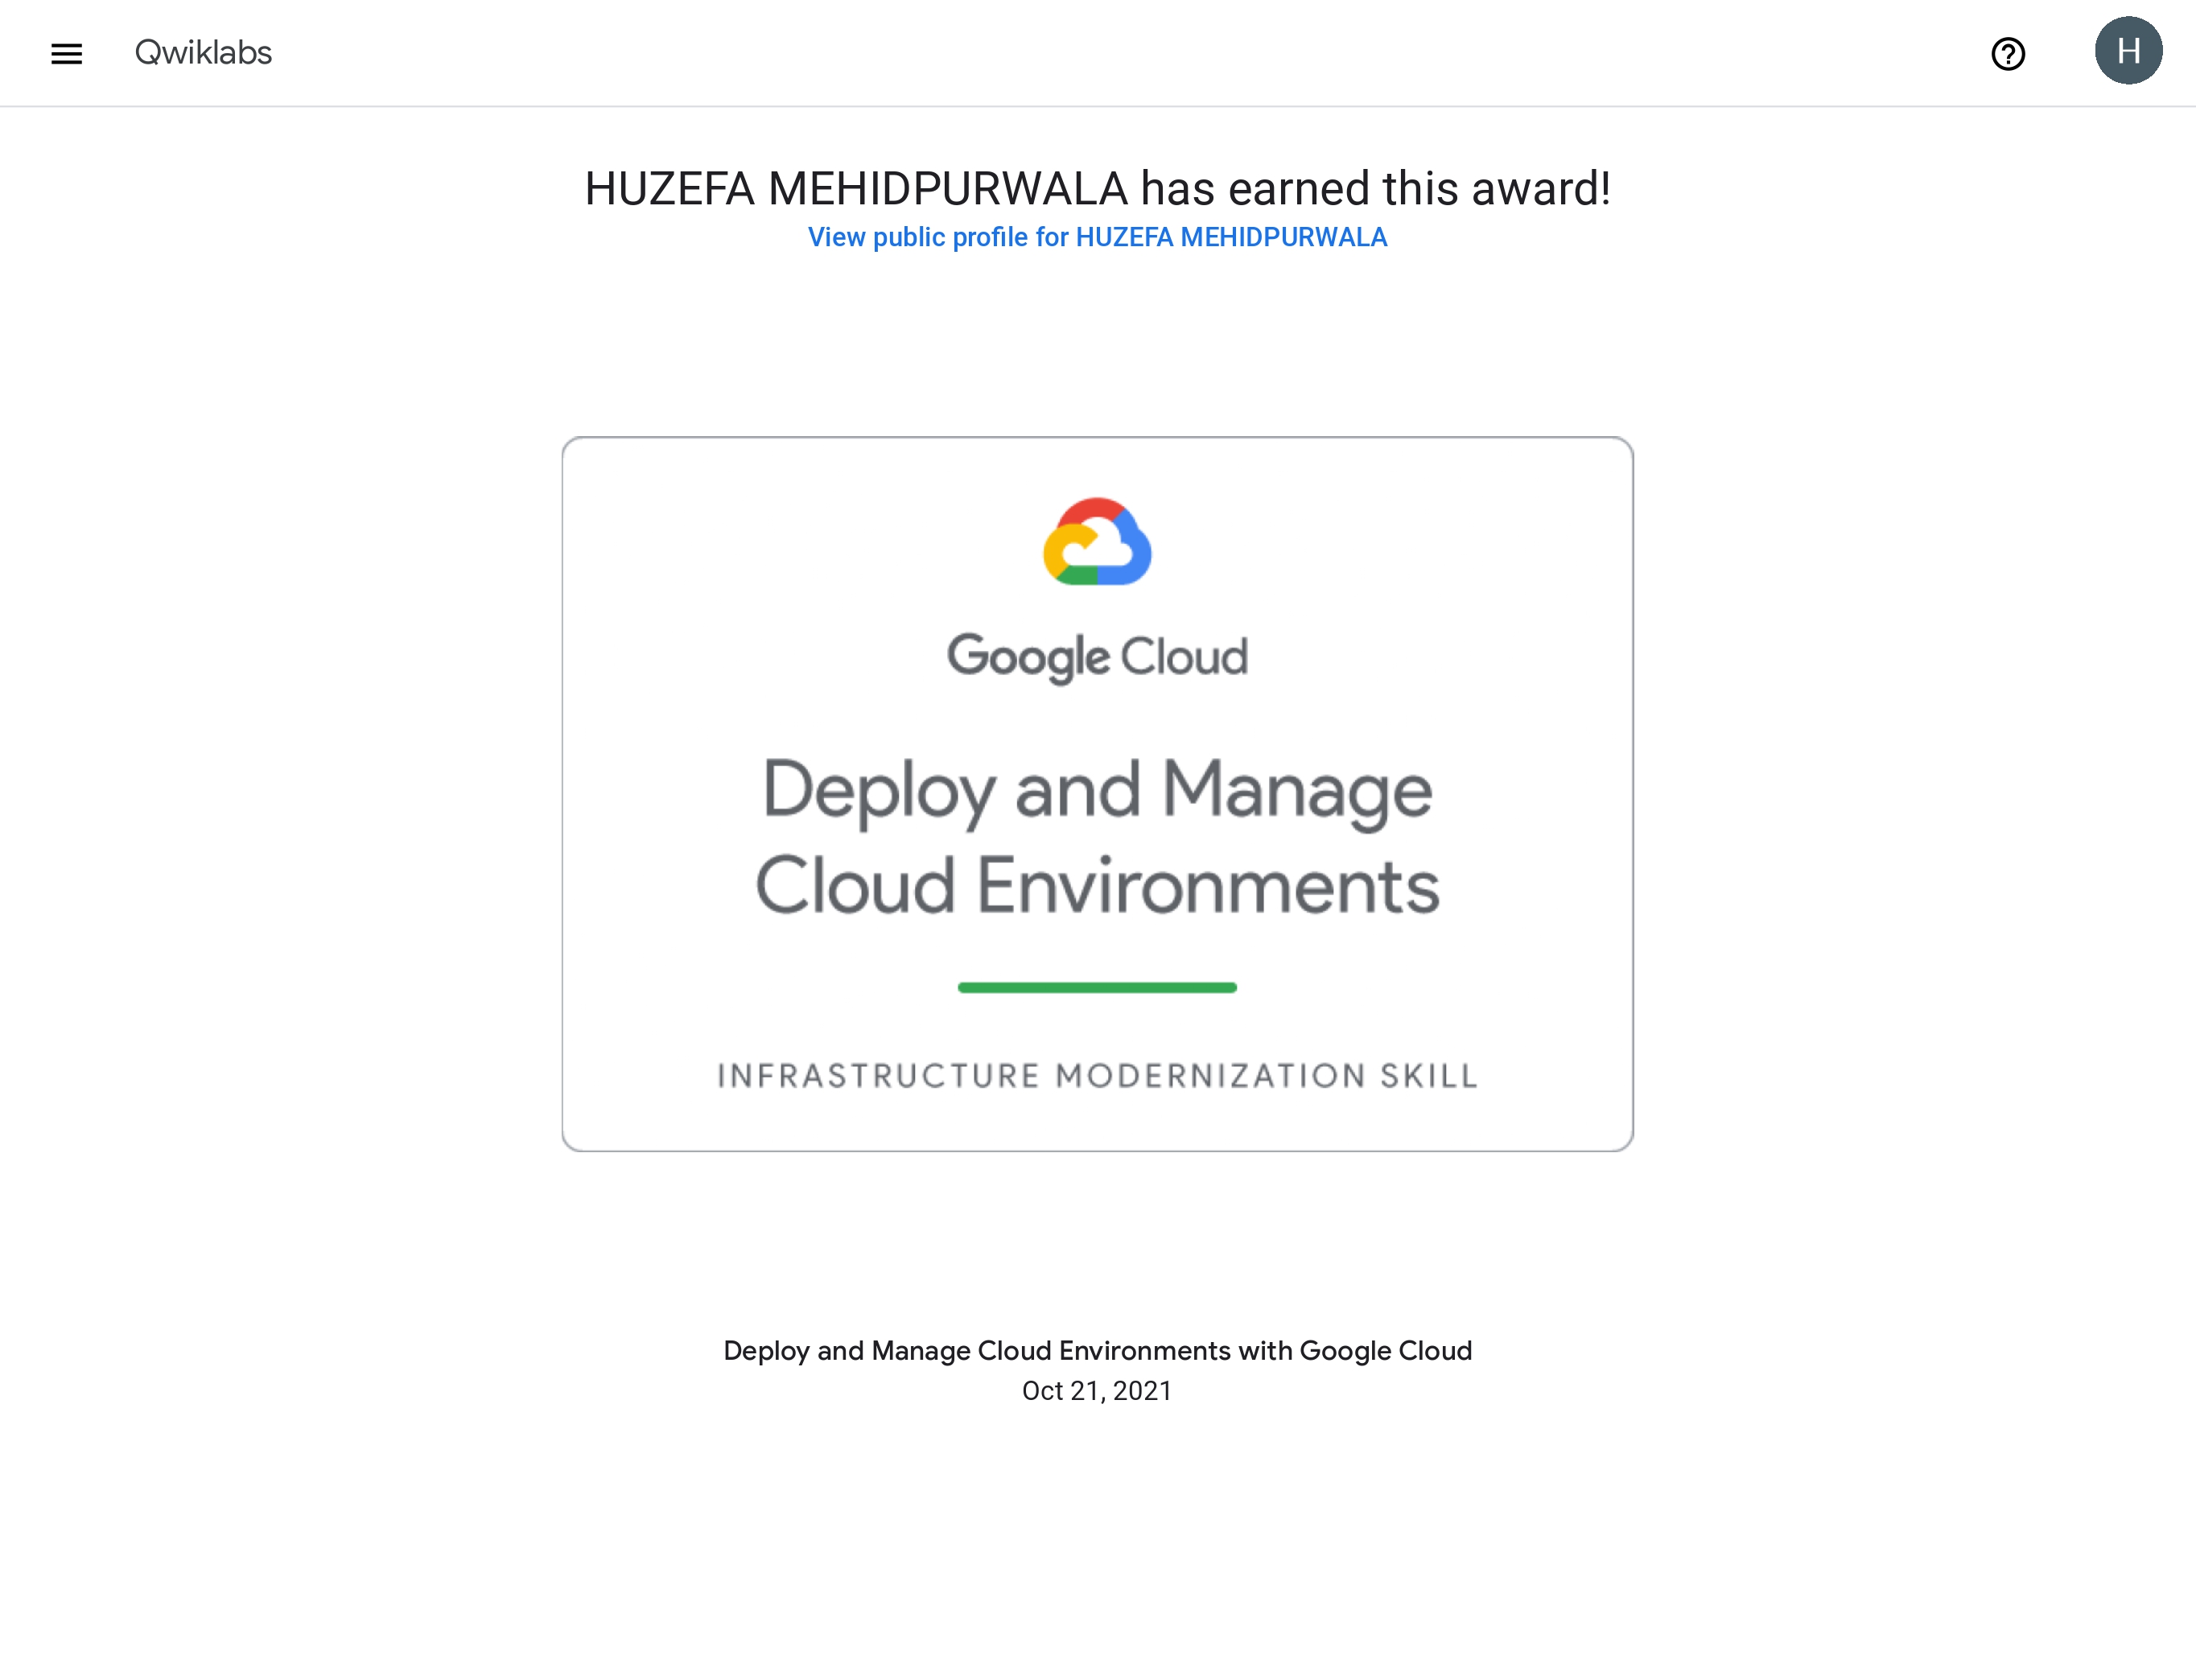 Qwiklabs
H
HUZEFA MEHIDPURWALA has earned this award!
View public profile for HUZEFA MEHIDPURWALA
Google Cloud
Deploy and Manage
Cloud Environments
INFRASTRUCTURE MODERNIZATION SKILL
Deploy and Manage Cloud Environments with Google Cloud
Oct 21, 2021